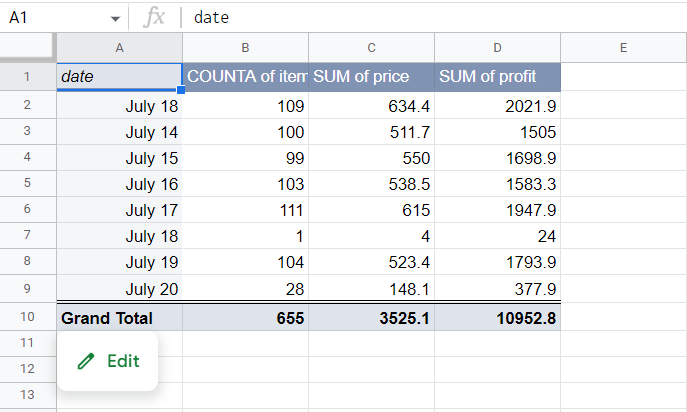 A1 fx date
A B C D E
1 date COUNTA of item SUM of price SUM of profit
2 July 18 109 634.4 2021.9
3 July 14 100 511.7 1505
4 July 15 99 550 1698.9
5 July 16 103 538.5 1583.3
6 July 17 111 615 1947.9
7 July 18 1 4 24
8 July 19 104 523.4 1793.9
9 July 20 28 148.1 377.9
10 Grand Total 655 3525.1 10952.8
11
12 Edit
13